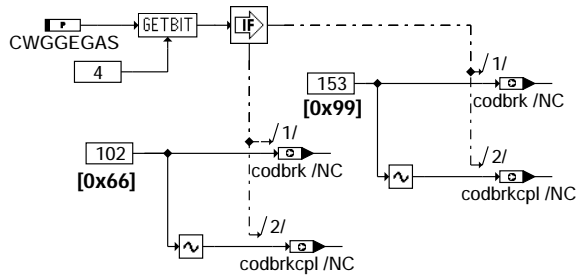 P
GETBIT
IF
CWGGEGAS
4
1/
153
[0x99]
codbrk /NC
1/
102
[0x66]
codbrk /NC
2/
codbrkcpl /NC
2/
codbrkcpl /NC